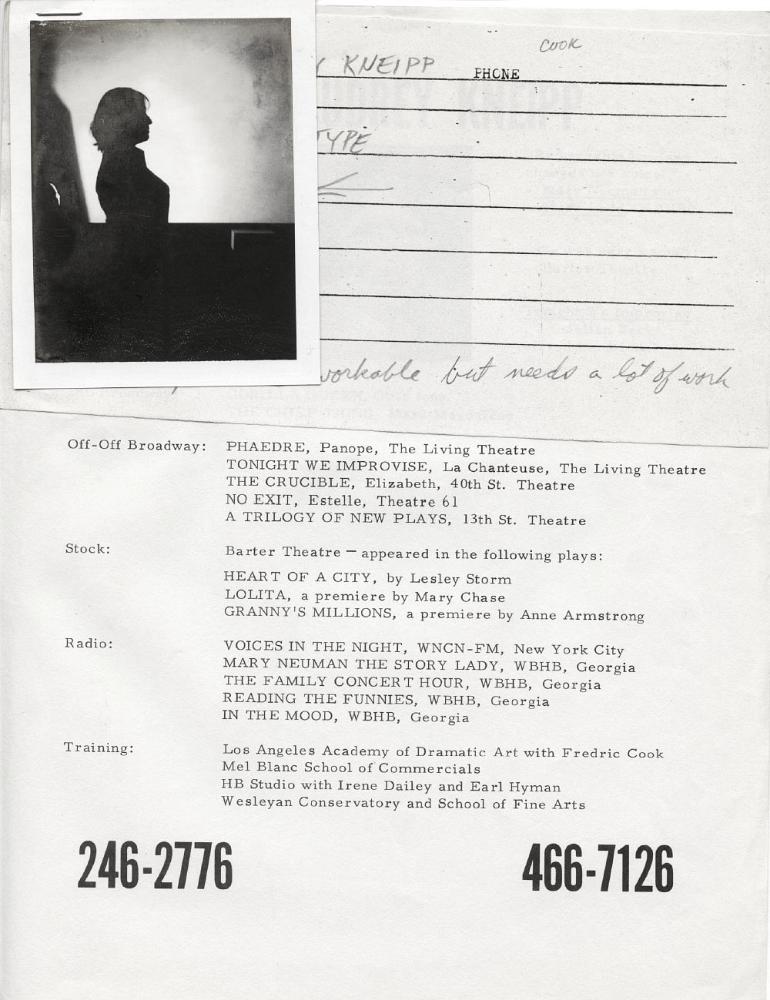 COOK
KNEIPP
PHONE
TYPE
workable but needs a lot of work
Off-Off Broadway: PHAEDRE, Panope, The Living Theatre
TONIGHT WE IMPROVISE, La Chanteuse, The Living Theatre
THE CRUCIBLE, Elizabeth, 40th St. Theatre
NO EXIT, Estelle, Theatre 61
A TRILOGY OF NEW PLAYS, 13th St. Theatre
Stock: Barter Theatre — appeared in the following plays:
HEART OF A CITY, by Lesley Storm
LOLITA, a premiere by Mary Chase
GRANNY'S MILLIONS, a premiere by Anne Armstrong
Radio: VOICES IN THE NIGHT, WNCN-FM, New York City
MARY NEUMAN THE STORY LADY, WBHB, Georgia
THE FAMILY CONCERT HOUR, WBHB, Georgia
READING THE FUNNIES, WBHB, Georgia
IN THE MOOD, WBHB, Georgia
Training: Los Angeles Academy of Dramatic Art with Fredric Cook
Mel Blanc School of Commercials
HB Studio with Irene Dailey and Earl Hyman
Wesleyan Conservatory and School of Fine Arts
246-2776 466-7126